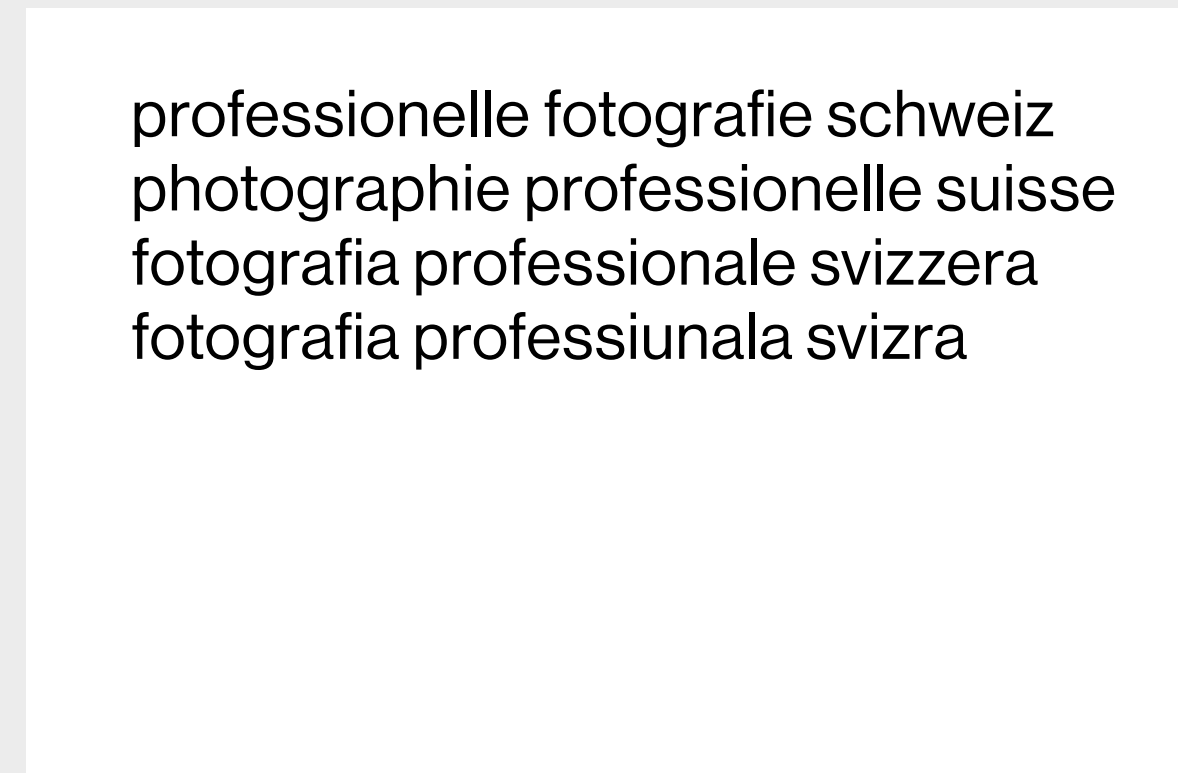 professionelle fotografie schweiz
photographie professionelle suisse
fotografia professionale svizzera
fotografia professiunala svizra